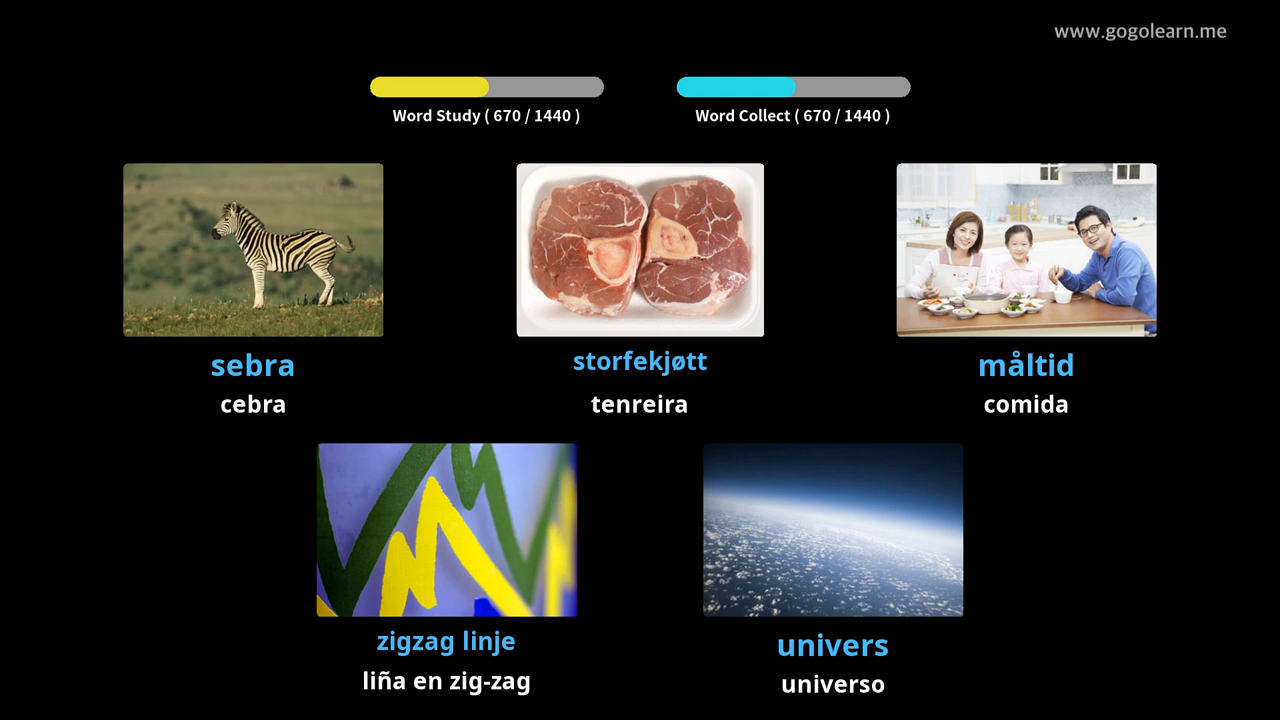 www.gogolearn.me
Word Study ( 670 / 1440 )
Word Collect ( 670 / 1440 )
sebra
cebra
storfekjøtt
tenreira
måltid
comida
zigzag linje
liña en zig-zag
univers
universo